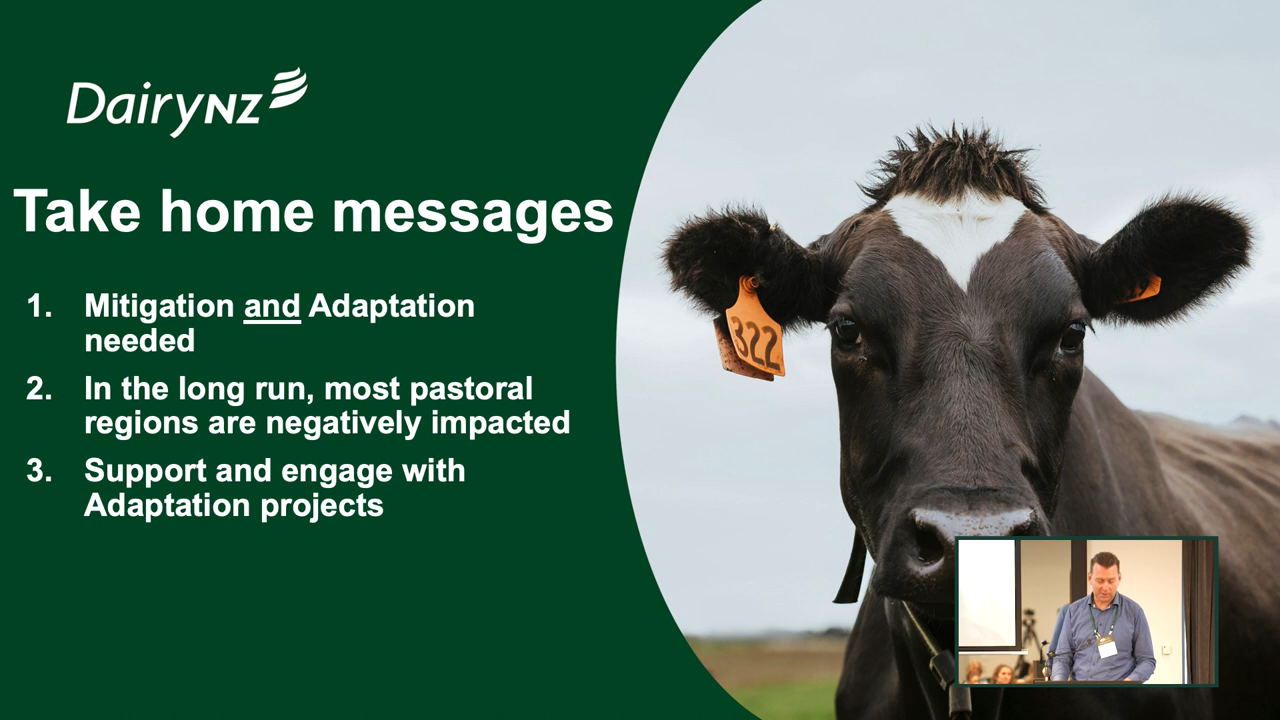 DairyNZ
Take home messages
1. Mitigation and Adaptation
needed
2. In the long run, most pastoral
regions are negatively impacted
3. Support and engage with
Adaptation projects
322